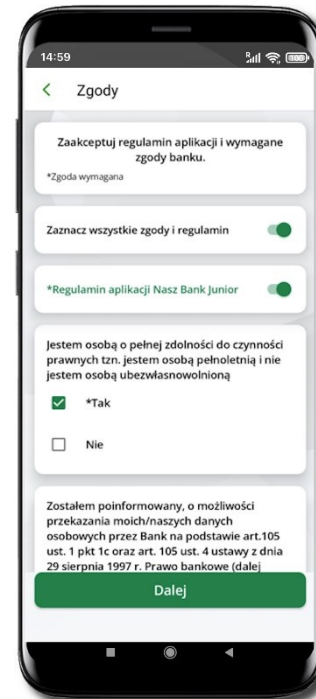 14:59
Zgody
Zaakceptuj regulamin aplikacji i wymagane
zgody banku.
*Zgoda wymagana
Zaznacz wszystkie zgody i regulamin
*Regulamin aplikacji Nasz Bank Junior
Jestem osobą o pełnej zdolności do czynności
prawnych tzn. jestem osobą pełnoletnią i nie
jestem osobą ubezwłasnowolnioną
*Tak
Nie
Zostałem poinformowany, o możliwości
przekazania moich/naszych danych
osobowych przez Bank na podstawie art.105
ust. 1 pkt 1c oraz art. 105 ust. 4 ustawy z dnia
29 sierpnia 1997 r. Prawo bankowe (dalej
Dalej